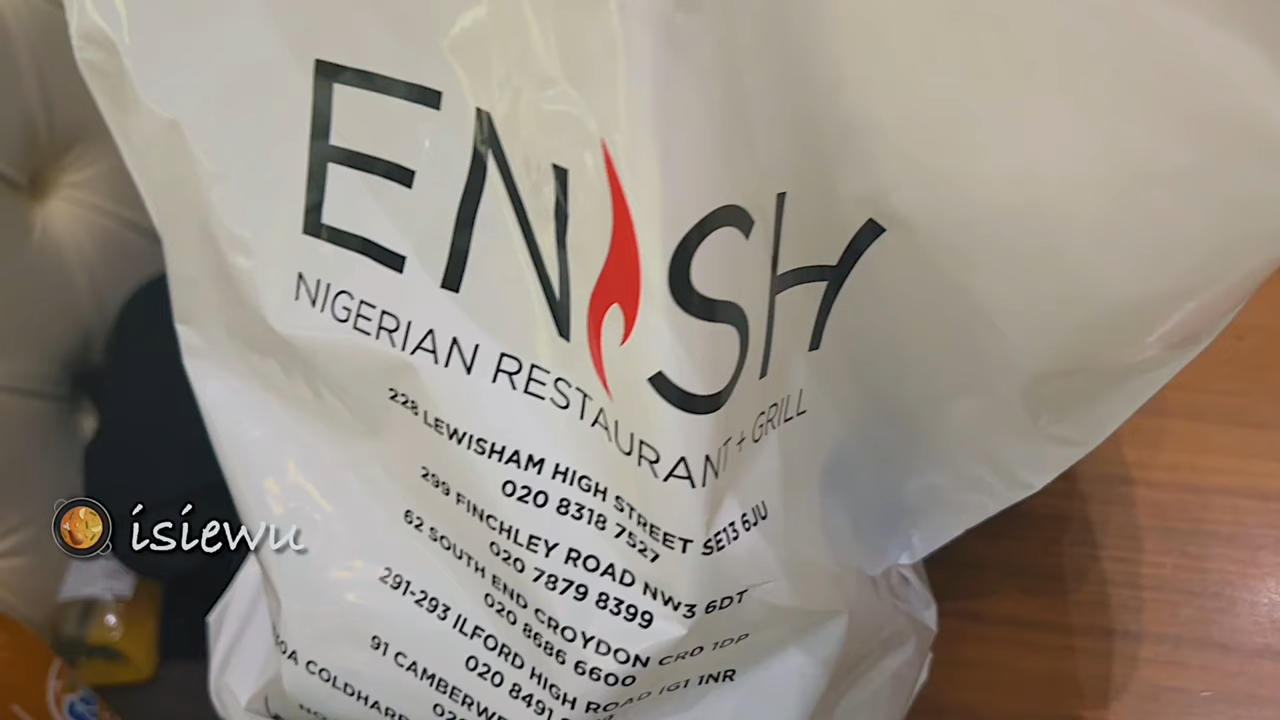 ENISH
NIGERIAN RESTAURANT + GRILL
228 LEWISHAM HIGH STREET SE13 6JU
020 8318 7527
299 FINCHLEY ROAD NW3 6DT
020 7879 8399
62 SOUTH END CROYDON CR0 1DP
020 8686 6600
291-293 ILFORD HIGH ROAD IG1 1NR
020 8491
91
020
isiewu